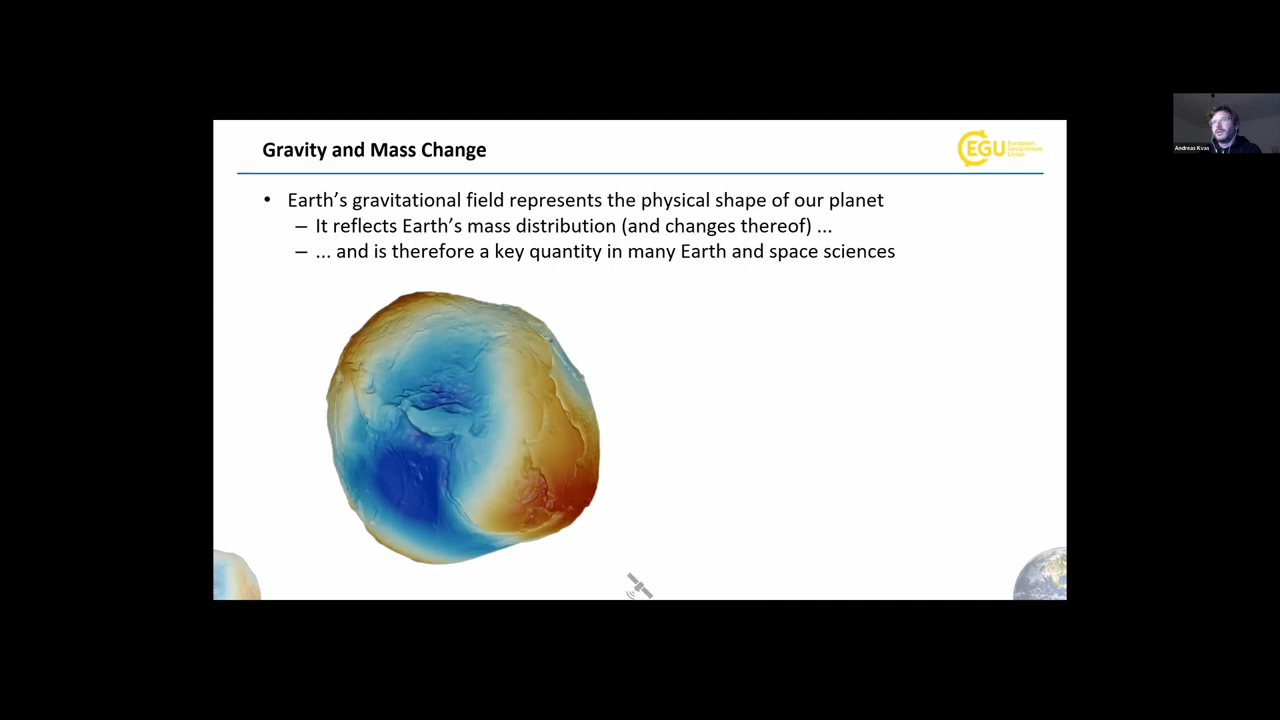 Gravity and Mass Change
EGU
European
Geosciences
Union
• Earth’s gravitational field represents the physical shape of our planet
– It reflects Earth’s mass distribution (and changes thereof) ...
– ... and is therefore a key quantity in many Earth and space sciences
Andreas Kvas